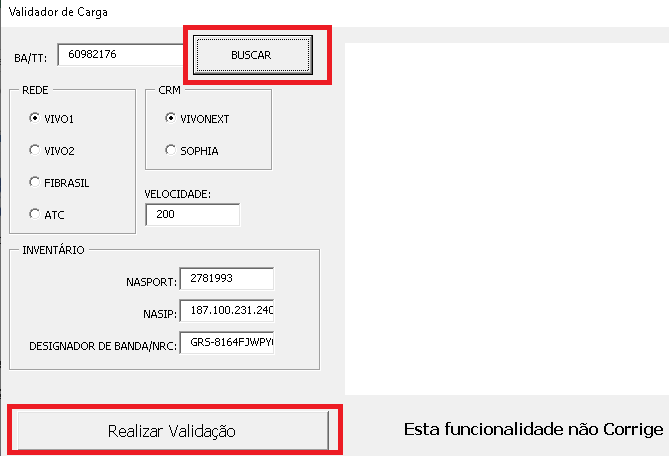 Validador de Carga
BA/TT: 60982176 BUSCAR
REDE
VIVO1
VIVO2
FIBRASIL
ATC
CRM
VIVONEXT
SOPHIA
VELOCIDADE:
200
INVENTÁRIO
NASPORT: 2781993
NASIP: 187.100.231.240
DESIGNADOR DE BANDA/NRC: GRS-8164FJWPY
Realizar Validação
Esta funcionalidade não Corrige